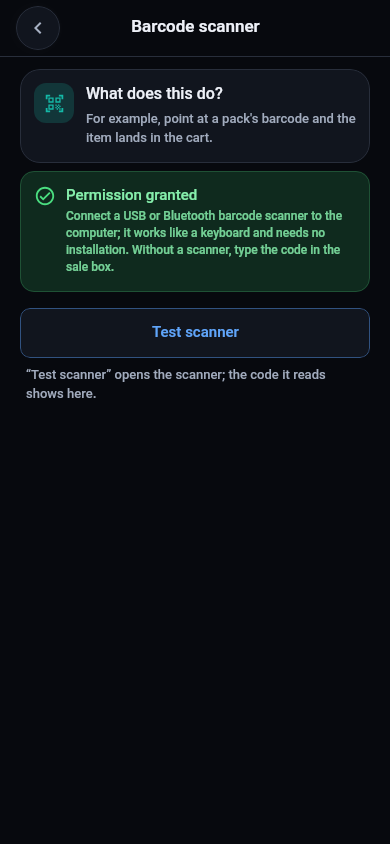 Barcode scanner
What does this do?
For example, point at a pack's barcode and the
item lands in the cart.
Permission granted
Connect a USB or Bluetooth barcode scanner to the
computer; it works like a keyboard and needs no
installation. Without a scanner, type the code in the
sale box.
Test scanner
“Test scanner” opens the scanner; the code it reads
shows here.